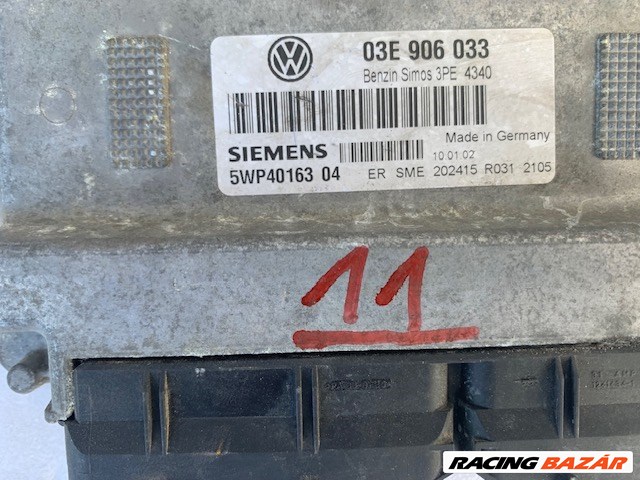 03E 906 033
Benzin Simos 3PE 4340
Made in Germany
SIEMENS
10 01 02
5WP40163 04 ER SME 202415 R031 2105
11
RACING BAZÁR.HU